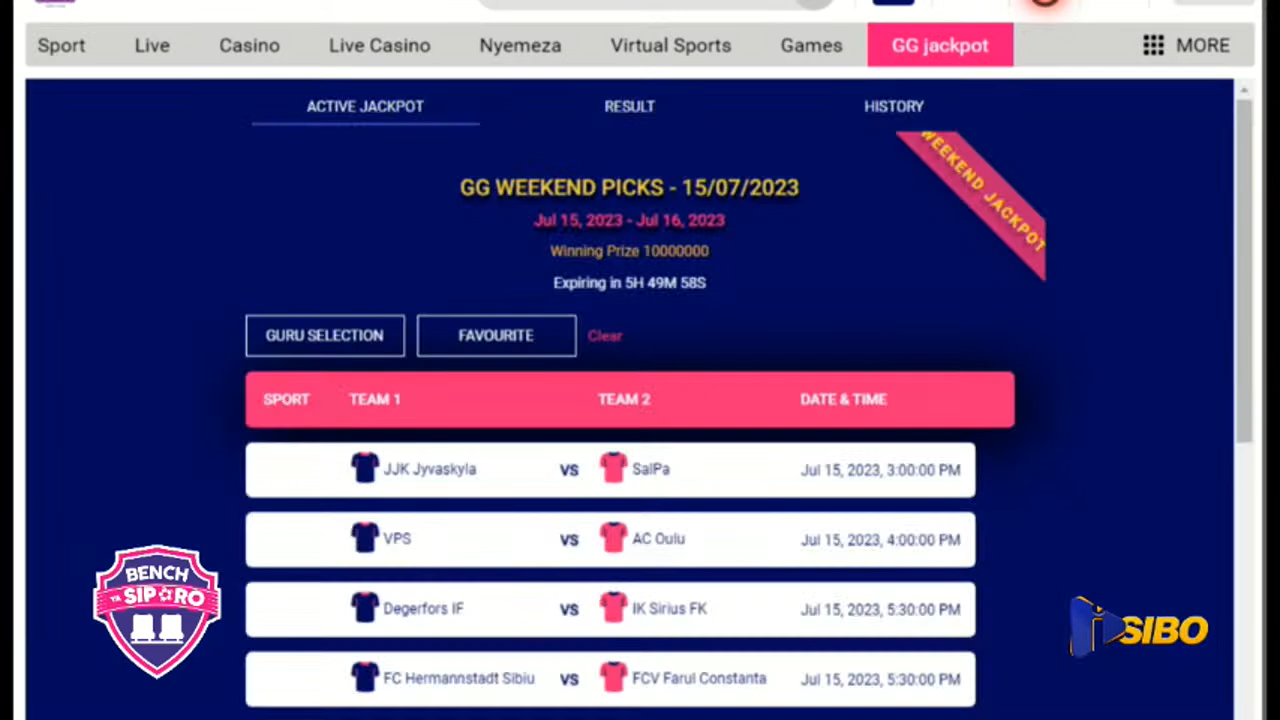 Sport Live Casino Live Casino Nyemeza Virtual Sports Games GG jackpot MORE
ACTIVE JACKPOT RESULT HISTORY
WEEKEND JACKPOT
GG WEEKEND PICKS - 15/07/2023
Jul 15, 2023 - Jul 16, 2023
Winning Prize 10000000
Expiring in 5H 49M 58S
GURU SELECTION FAVOURITE Clear
SPORT TEAM 1 TEAM 2 DATE & TIME
JJK Jyvaskyla VS SalPa Jul 15, 2023, 3:00:00 PM
VPS VS AC Oulu Jul 15, 2023, 4:00:00 PM
Degerfors IF VS IK Sirius FK Jul 15, 2023, 5:30:00 PM
FC Hermannstadt Sibiu VS FCV Farul Constanta Jul 15, 2023, 5:30:00 PM
BENCH
YA SIPORO
ISIBO